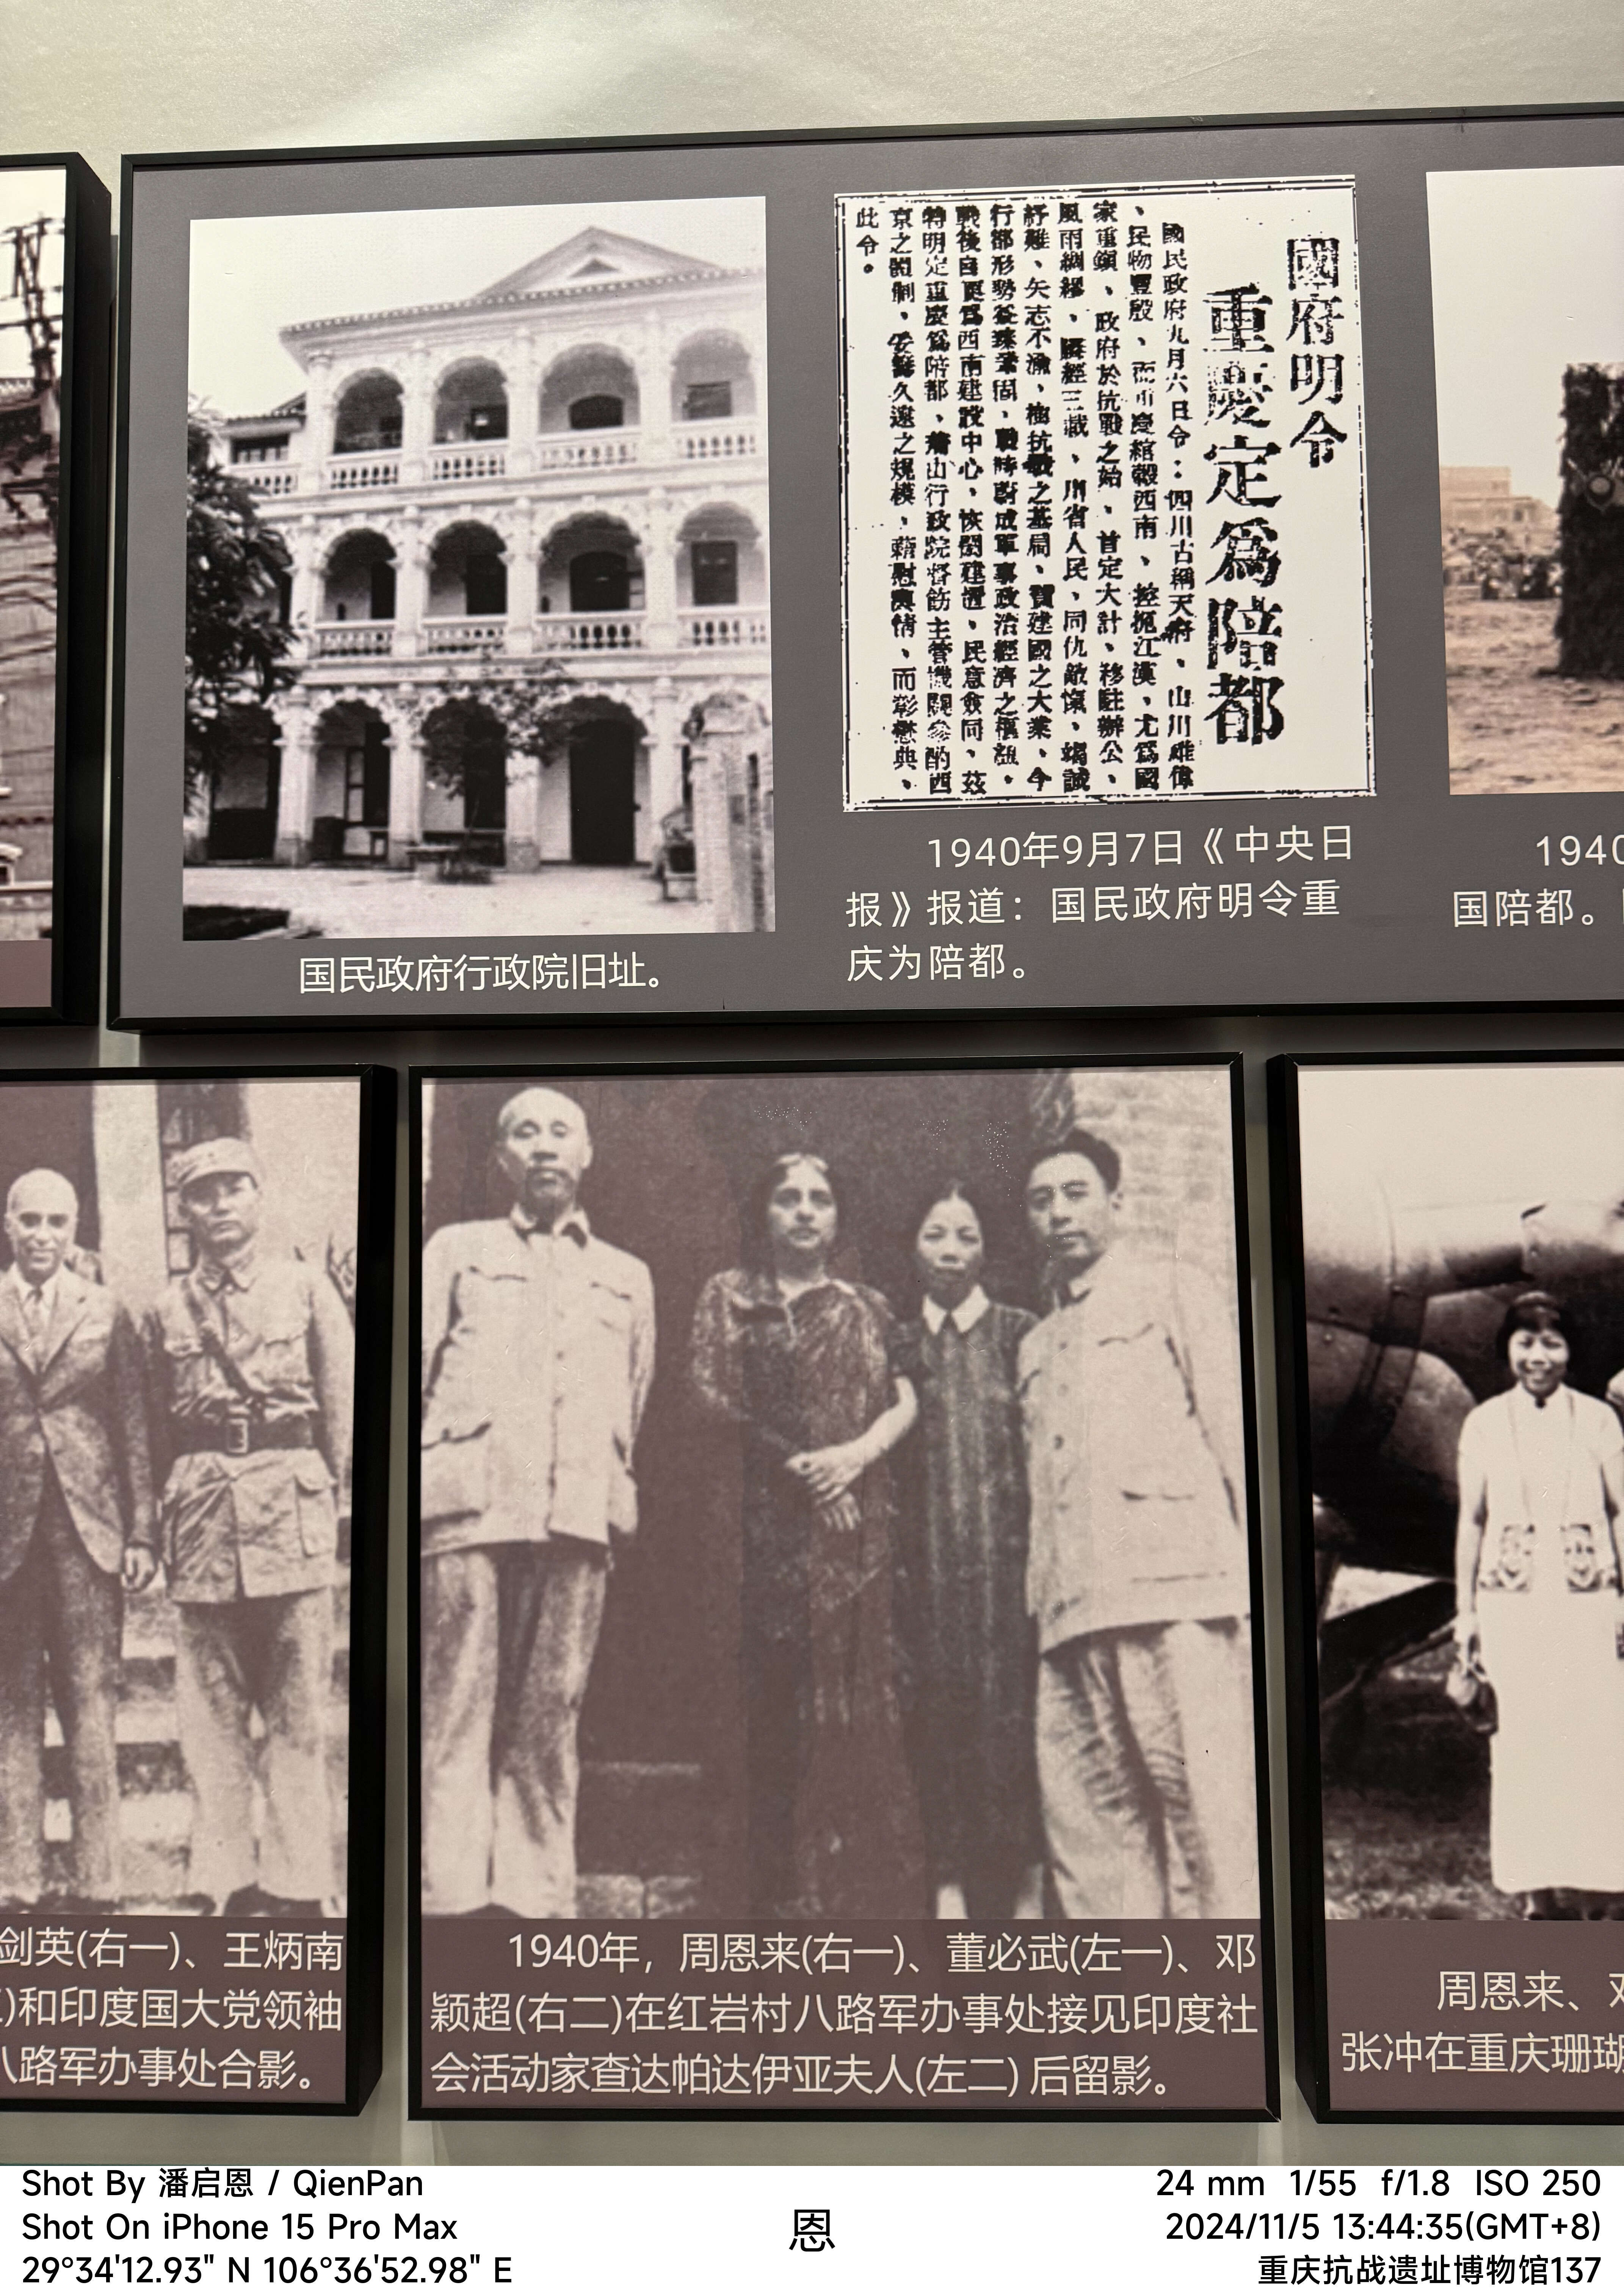 國府明令
重慶定為陪都
國民政府九月六日令：四川古稱天府、山川雄偉
、民物豐殷、而重慶綰轂西南、控扼江漢、尤為國
家重鎮、政府於抗戰之始、首定大計、移駐辦公、
風雨綢繆、瞬經三載、川省人民、同仇敵愾、竭誠
紓難、矢志不渝、樹抗戰之基局、贊建國之大業、今
行都形勢益臻鞏固、戰時蔚成軍事政治經濟之樞紐、
戰後自更為西南建設中心、恢閎建置、民意僉同、茲
特明定重慶為陪都、著由行政院督飭主管機關參酌西
京之體制、妥籌久遠之規模、藉慰輿情、而彰懋典、
此令。
国民政府行政院旧址。
1940年9月7日《中央日
报》报道：国民政府明令重
庆为陪都。
1940
国陪都。
剑英(右一)、王炳南
)和印度国大党领袖
八路军办事处合影。
1940年，周恩来(右一)、董必武(左一)、邓
颖超(右二)在红岩村八路军办事处接见印度社
会活动家查达帕达伊亚夫人(左二) 后留影。
周恩来、邓
张冲在重庆珊瑚
Shot By 潘启恩 / QienPan
Shot On iPhone 15 Pro Max
29°34'12.93" N 106°36'52.98" E
恩
24 mm 1/55 f/1.8 ISO 250
2024/11/5 13:44:35(GMT+8)
重庆抗战遗址博物馆137